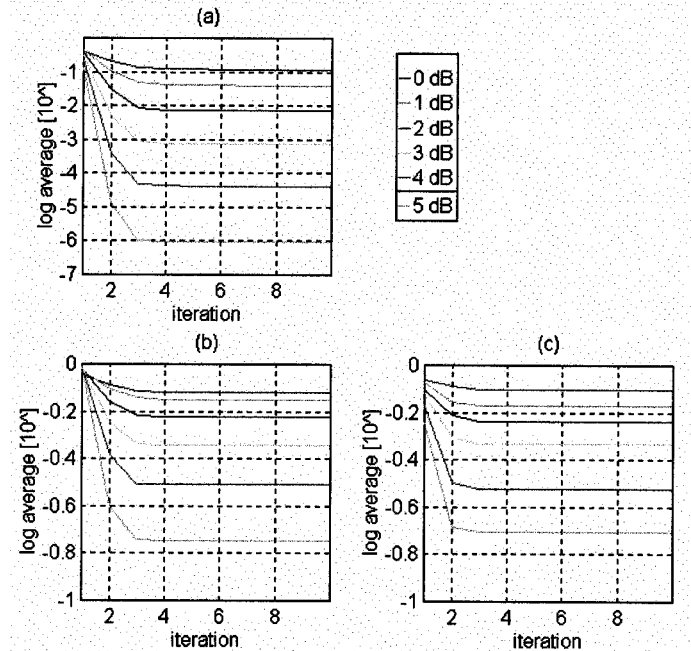 (a)
log average [10^]
-1
-2
-3
-4
-5
-6
-7
2 4 6 8
iteration
0 dB
1 dB
2 dB
3 dB
4 dB
5 dB
(b)
log average [10^]
0
-0.2
-0.4
-0.6
-0.8
-1
2 4 6 8
iteration
(c)
log average [10^]
0
-0.2
-0.4
-0.6
-0.8
-1
2 4 6 8
iteration